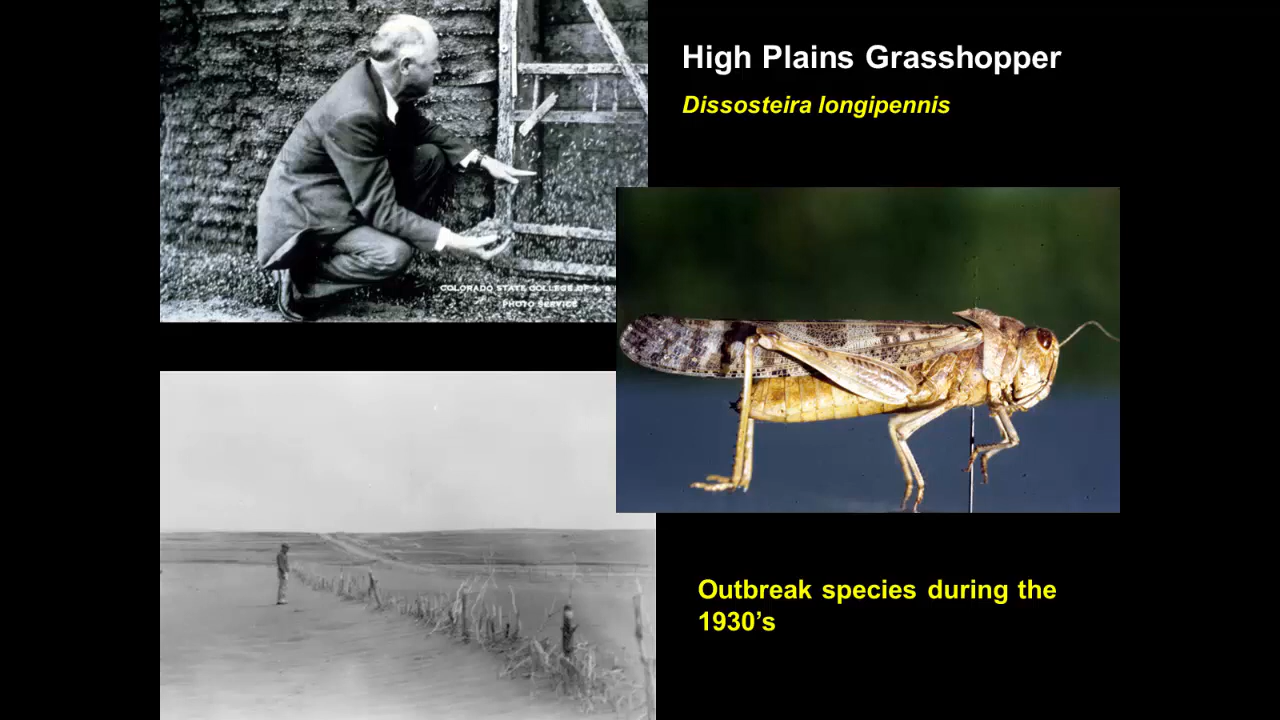 High Plains Grasshopper
Dissosteira longipennis
COLORADO STATE COLLEGE OF A. &
PHOTO SERVICE
Outbreak species during the
1930’s